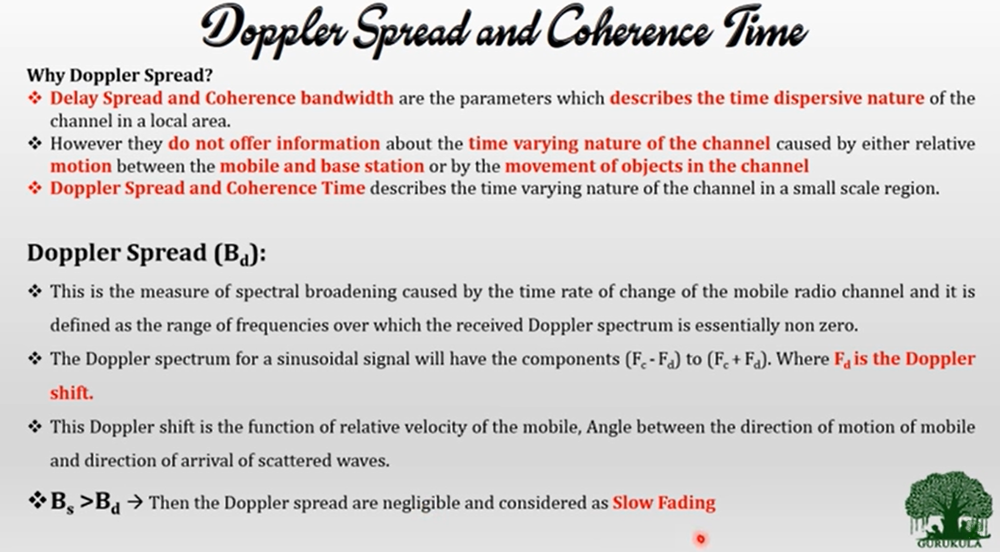 Doppler Spread and Coherence Time
Why Doppler Spread?
❖ Delay Spread and Coherence bandwidth are the parameters which describes the time dispersive nature of the
channel in a local area.
❖ However they do not offer information about the time varying nature of the channel caused by either relative
motion between the mobile and base station or by the movement of objects in the channel
❖ Doppler Spread and Coherence Time describes the time varying nature of the channel in a small scale region.
Doppler Spread (Bd):
❖ This is the measure of spectral broadening caused by the time rate of change of the mobile radio channel and it is
defined as the range of frequencies over which the received Doppler spectrum is essentially non zero.
❖ The Doppler spectrum for a sinusoidal signal will have the components (Fc - Fd) to (Fc + Fd). Where Fd is the Doppler
shift.
❖ This Doppler shift is the function of relative velocity of the mobile, Angle between the direction of motion of mobile
and direction of arrival of scattered waves.
❖ Bs >Bd → Then the Doppler spread are negligible and considered as Slow Fading
GURUKULA